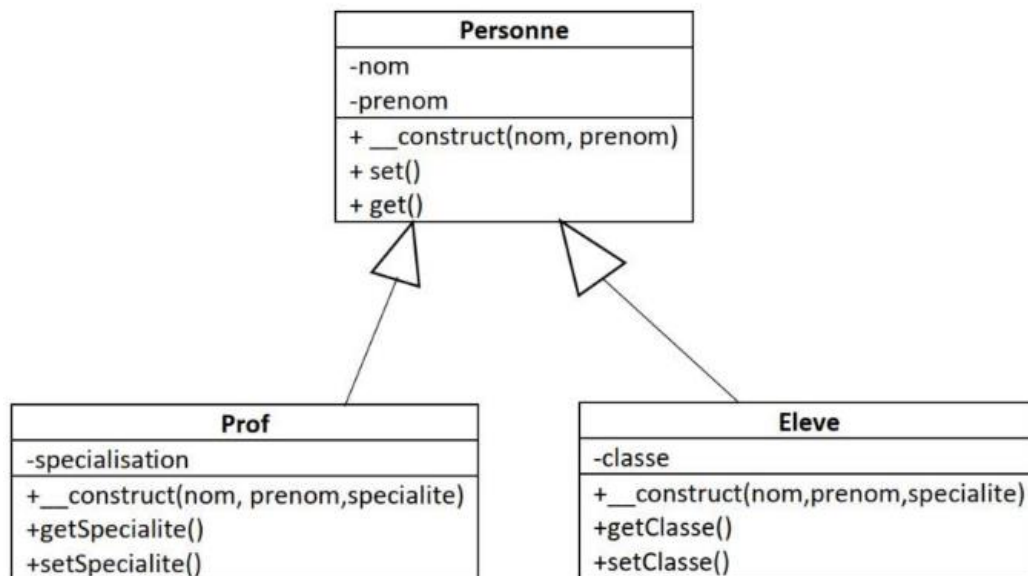 Personne
-nom
-prenom
+ __construct(nom, prenom)
+ set()
+ get()
Prof
-specialisation
+__construct(nom, prenom,specialite)
+getSpecialite()
+setSpecialite()
Eleve
-classe
+__construct(nom,prenom,specialite)
+getClasse()
+setClasse()